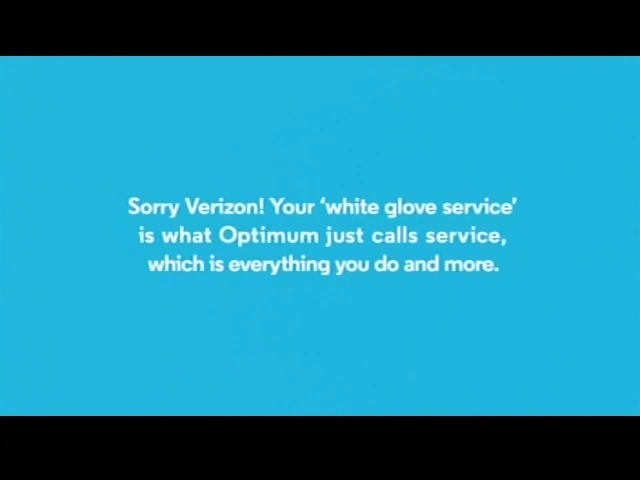 Sorry Verizon! Your ‘white glove service’
is what Optimum just calls service,
which is everything you do and more.